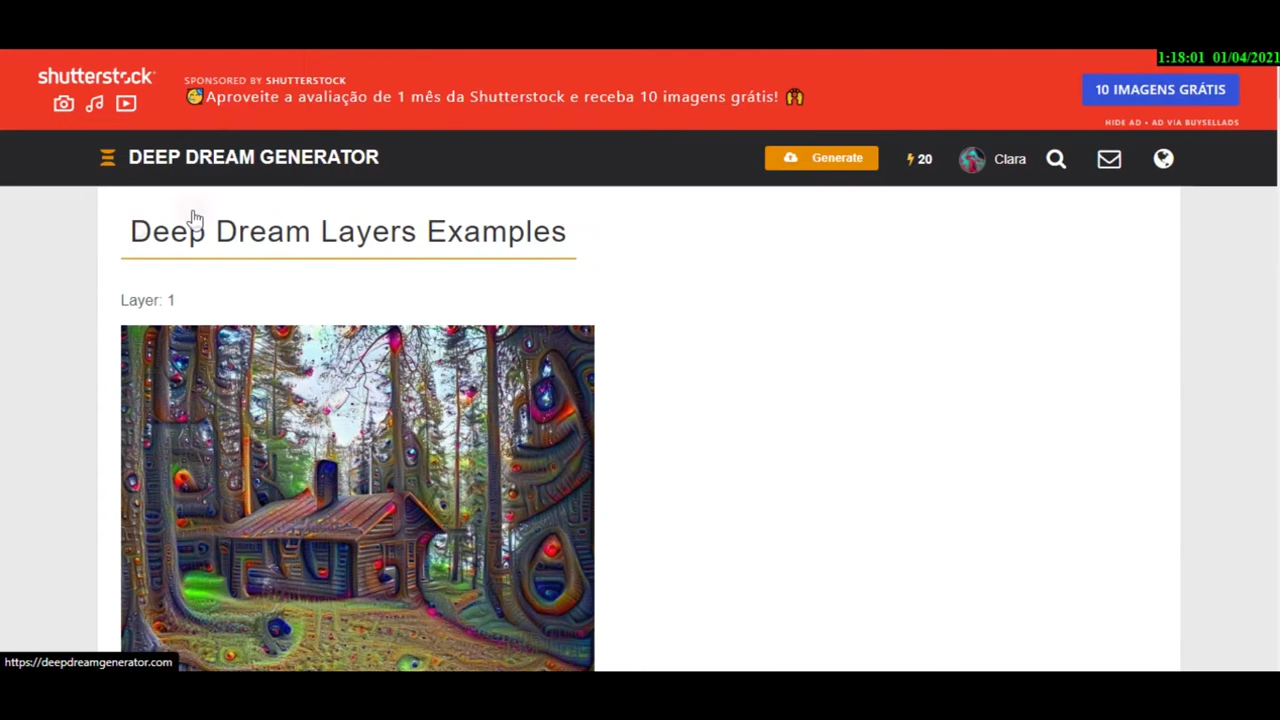 1:18:01 01/04/2021
shutterstock
SPONSORED BY SHUTTERSTOCK
🥳Aproveite a avaliação de 1 mês da Shutterstock e receba 10 imagens grátis! 🙌
10 IMAGENS GRÁTIS
HIDE AD • AD VIA BUYSELLADS
DEEP DREAM GENERATOR
Generate
20
Clara
Deep Dream Layers Examples
Layer: 1
https://deepdreamgenerator.com